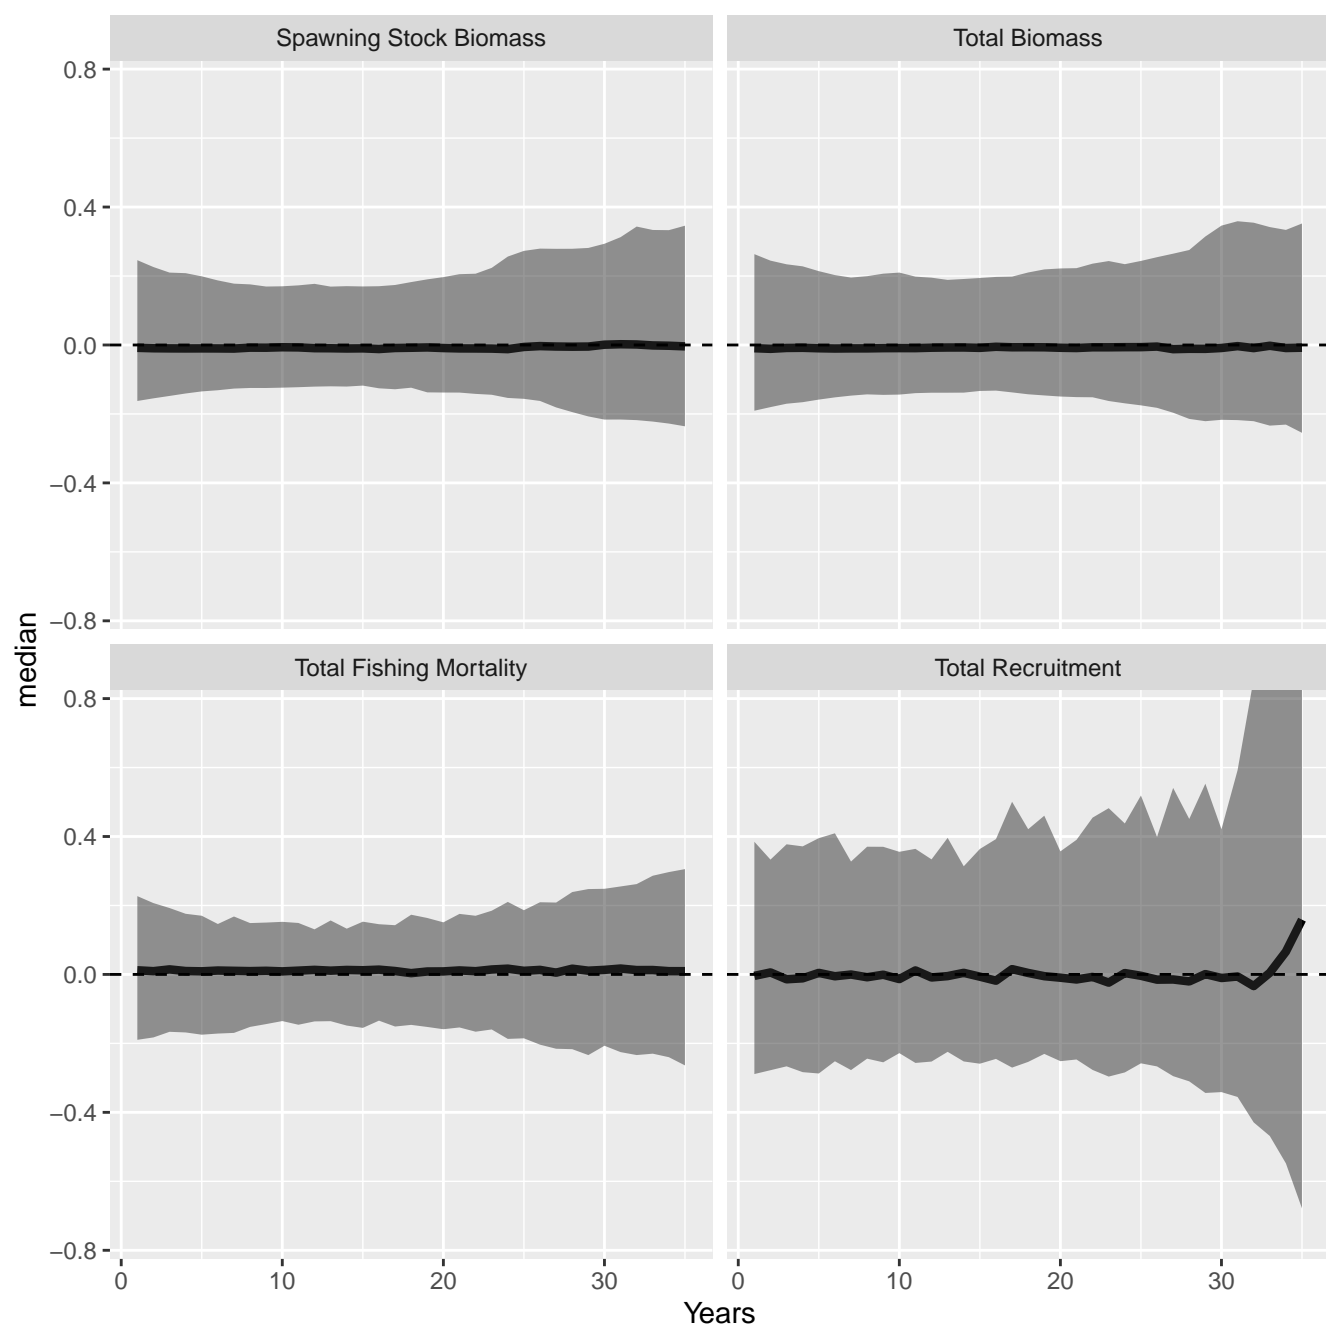 Spawning Stock Biomass
Total Biomass
0.8
0.4
0.0
−0.4
−0.8
median
Total Fishing Mortality
Total Recruitment
0.8
0.4
0.0
−0.4
−0.8
0 10 20 30
0 10 20 30
Years